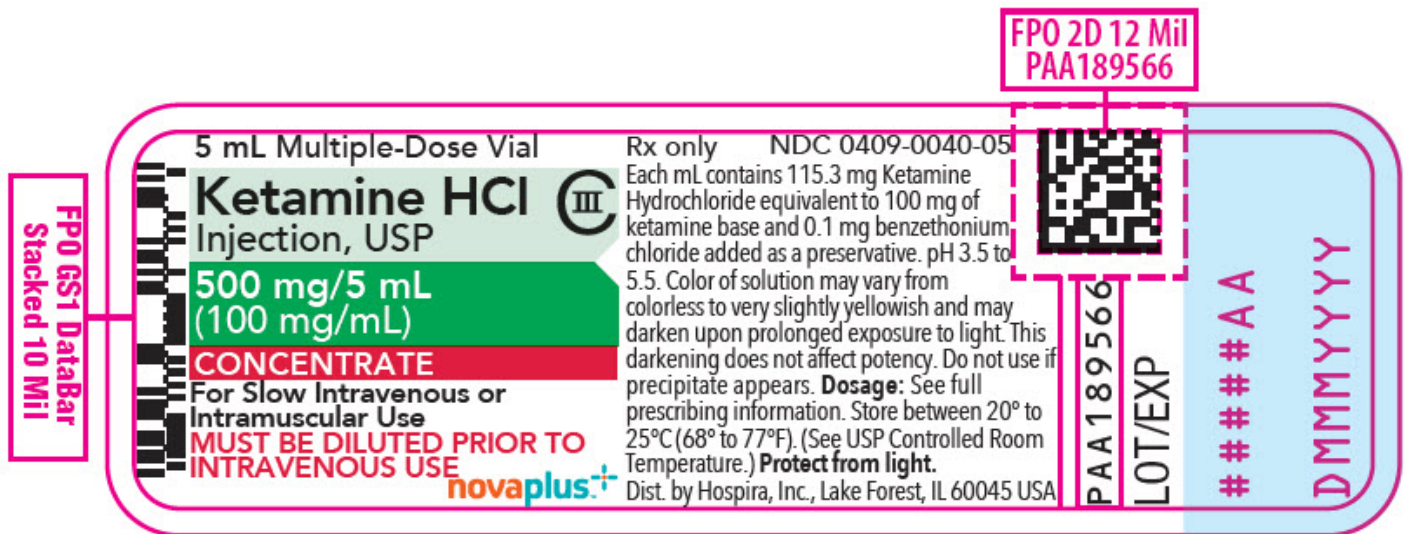 FPO 2D 12 Mil
PAA189566
FPO GS1 DataBar
Stacked 10 Mil
5 mL Multiple-Dose Vial
Ketamine HCl CIII
Injection, USP
500 mg/5 mL
(100 mg/mL)
CONCENTRATE
For Slow Intravenous or
Intramuscular Use
MUST BE DILUTED PRIOR TO
INTRAVENOUS USE
novaplus
Rx only NDC 0409-0040-05
Each mL contains 115.3 mg Ketamine
Hydrochloride equivalent to 100 mg of
ketamine base and 0.1 mg benzethonium
chloride added as a preservative. pH 3.5 to
5.5. Color of solution may vary from
colorless to very slightly yellowish and may
darken upon prolonged exposure to light. This
darkening does not affect potency. Do not use if
precipitate appears. Dosage: See full
prescribing information. Store between 20° to
25°C (68° to 77°F). (See USP Controlled Room
Temperature.) Protect from light.
Dist. by Hospira, Inc., Lake Forest, IL 60045 USA
PAA189566
LOT/EXP
#####AA
DMMMYYYY